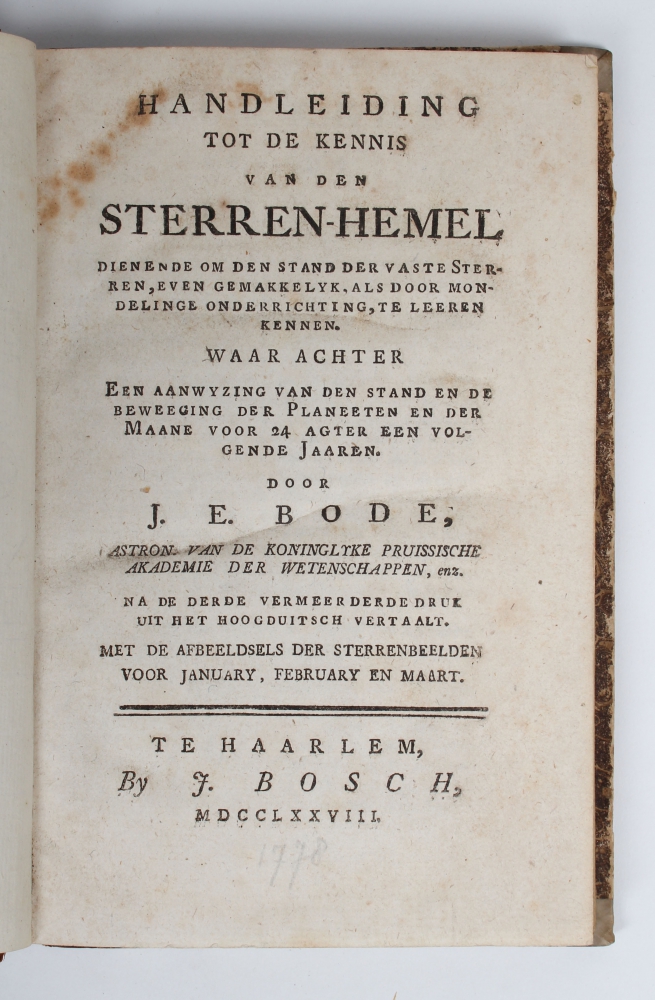 HANDLEIDING
TOT DE KENNIS
VAN DEN
STERREN-HEMEL
DIENENDE OM DEN STAND DER VASTE STER-
REN, EVEN GEMAKKELYK, ALS DOOR MON-
DELINGE ONDERRICHTING, TE LEEREN
KENNEN.
WAAR ACHTER
EEN AANWYZING VAN DEN STAND EN DE
BEWEEGING DER PLANEETEN EN DER
MAANE VOOR 24 AGTER EEN VOL-
GENDE JAAREN.
DOOR
J. E. BODE,
ASTRON. VAN DE KONINGLYKE PRUISSISCHE
AKADEMIE DER WETENSCHAPPEN, enz.
NA DE DERDE VERMEERDERDE DRUK
UIT HET HOOGDUITSCH VERTAALT.
MET DE AFBEELDSELS DER STERRENBEELDEN
VOOR JANUARY, FEBRUARY EN MAART.
TE HAARLEM,
By J. BOSCH,
MDCCLXXVIII.
1778